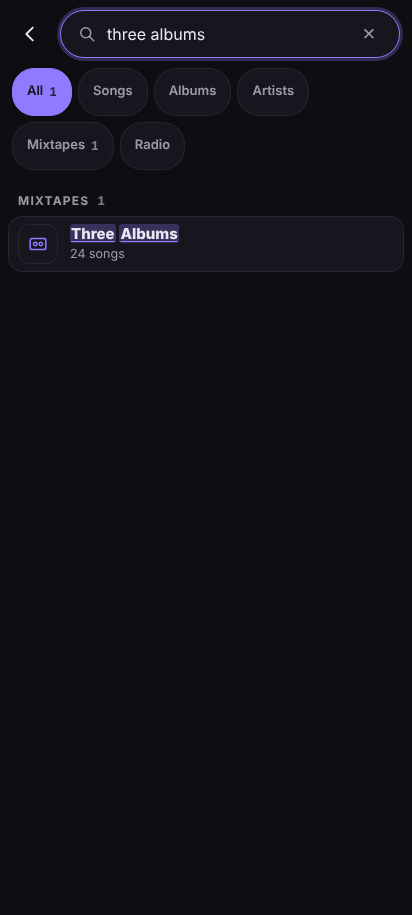 three albums
All 1
Songs
Albums
Artists
Mixtapes 1
Radio
MIXTAPES 1
Three Albums
24 songs